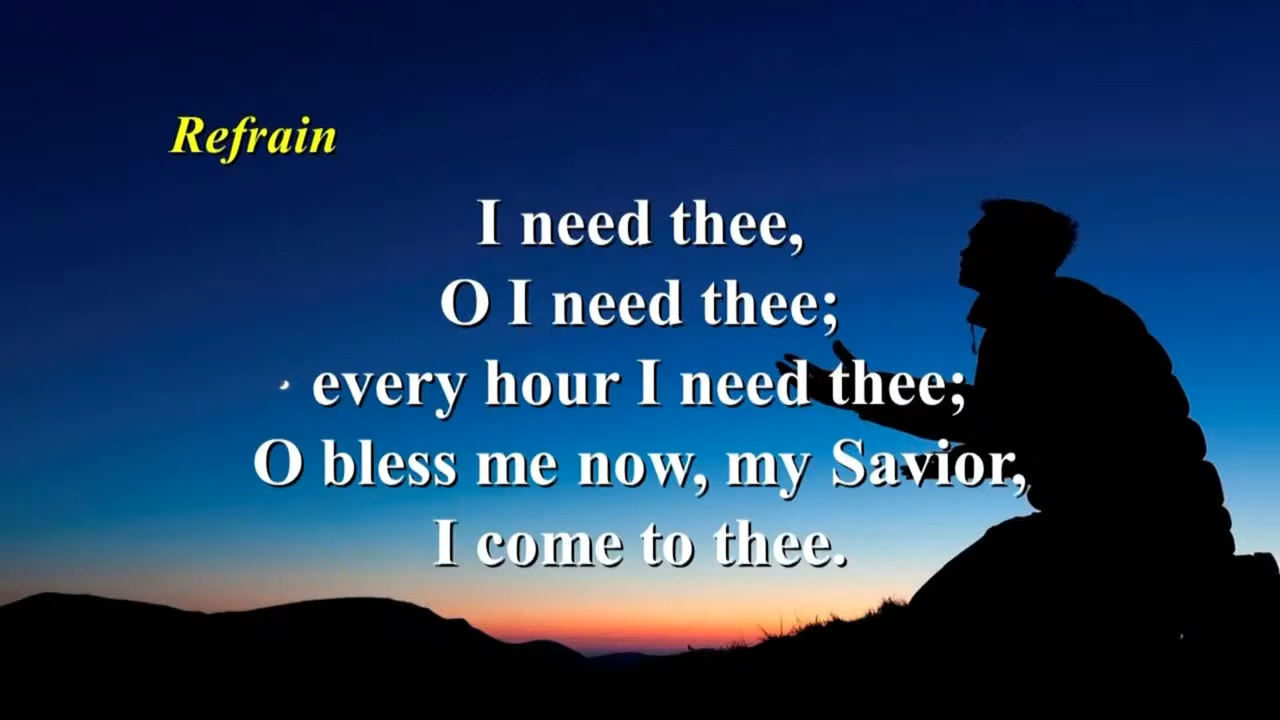 Refrain
I need thee,
O I need thee;
every hour I need thee;
O bless me now, my Savior,
I come to thee.